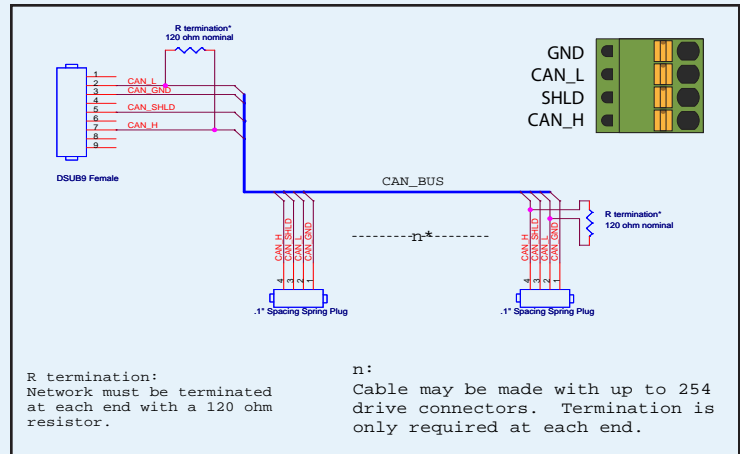 R termination*
120 ohm nominal
1
2
3
4
5
6
7
8
9
CAN_L
CAN_GND
CAN_SHLD
CAN_H
DSUB9 Female
GND
CAN_L
SHLD
CAN_H
CAN_BUS
R termination*
120 ohm nominal
n*
CAN_H
CAN_SHLD
CAN_L
CAN_GND
4
3
2
1
.1" Spacing Spring Plug
CAN_H
CAN_SHLD
CAN_L
CAN_GND
4
3
2
1
.1" Spacing Spring Plug
R termination:
Network must be terminated
at each end with a 120 ohm
resistor.
n:
Cable may be made with up to 254
drive connectors. Termination is
only required at each end.